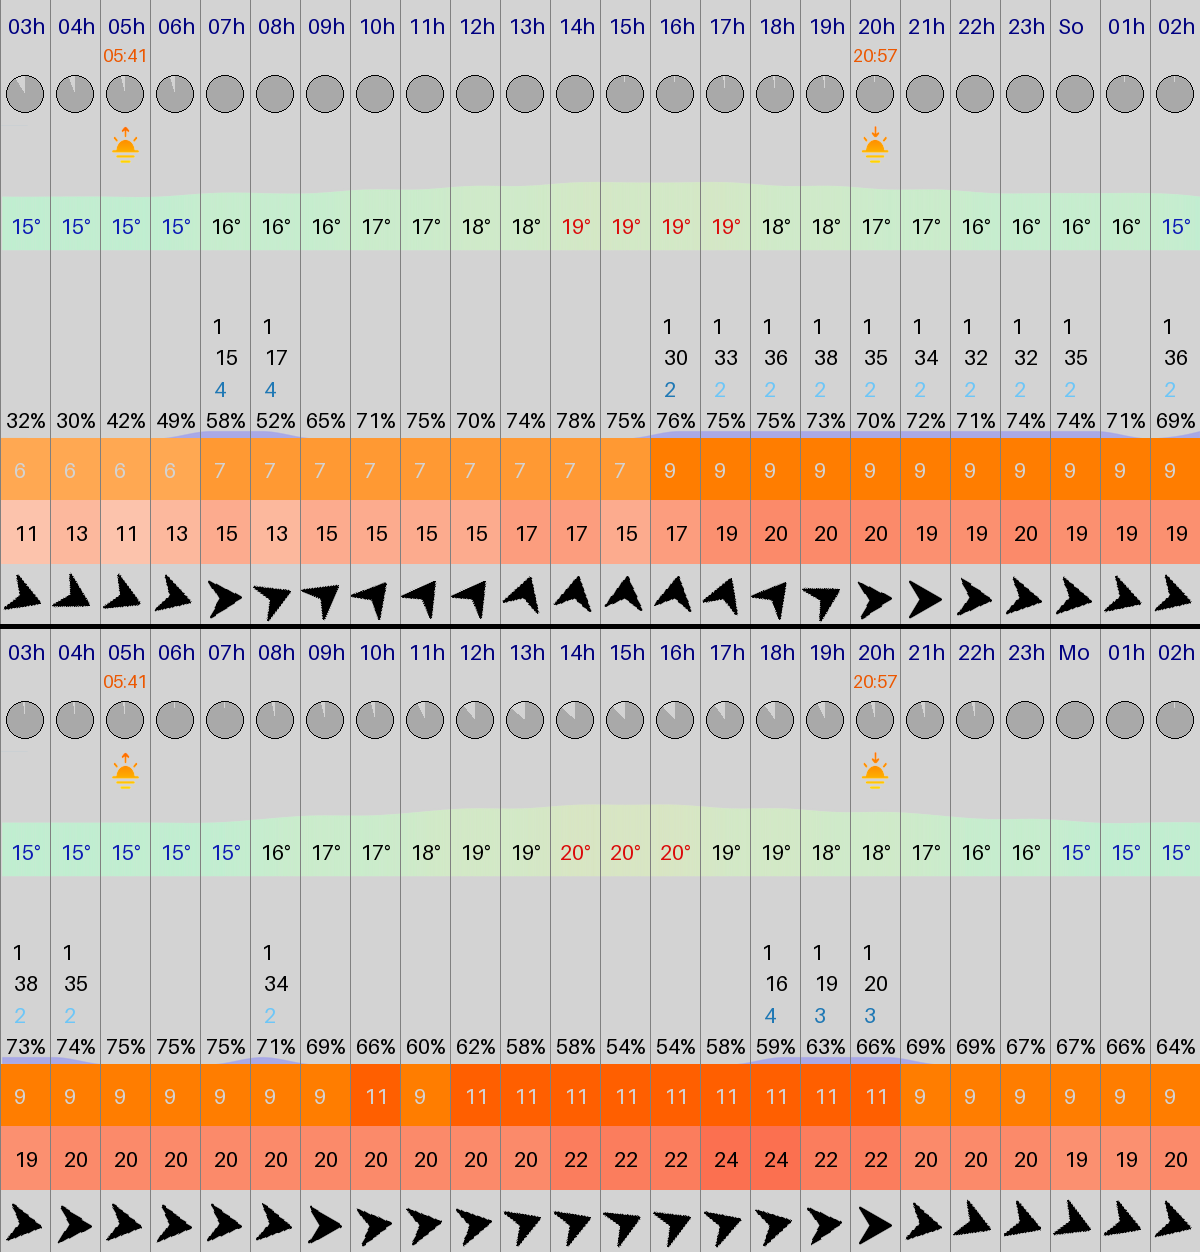 03h 04h 05h 06h 07h 08h 09h 10h 11h 12h 13h 14h 15h 16h 17h 18h 19h 20h 21h 22h 23h So 01h 02h
05:41 20:57
15° 15° 15° 15° 16° 16° 16° 17° 17° 18° 18° 19° 19° 19° 19° 18° 18° 17° 17° 16° 16° 16° 16° 15°
1 1 1 1 1 1 1 1 1 1 1 1
15 17 30 33 36 38 35 34 32 32 35 36
4 4 2 2 2 2 2 2 2 2 2 2
32% 30% 42% 49% 58% 52% 65% 71% 75% 70% 74% 78% 75% 76% 75% 75% 73% 70% 72% 71% 74% 74% 71% 69%
6 6 6 6 7 7 7 7 7 7 7 7 7 9 9 9 9 9 9 9 9 9 9 9
11 13 11 13 15 13 15 15 15 15 17 17 15 17 19 20 20 20 19 19 20 19 19 19
03h 04h 05h 06h 07h 08h 09h 10h 11h 12h 13h 14h 15h 16h 17h 18h 19h 20h 21h 22h 23h Mo 01h 02h
05:41 20:57
15° 15° 15° 15° 15° 16° 17° 17° 18° 19° 19° 20° 20° 20° 19° 19° 18° 18° 17° 16° 16° 15° 15° 15°
1 1 1 1 1 1
38 35 34 16 19 20
2 2 2 4 3 3
73% 74% 75% 75% 75% 71% 69% 66% 60% 62% 58% 58% 54% 54% 58% 59% 63% 66% 69% 69% 67% 67% 66% 64%
9 9 9 9 9 9 9 11 9 11 11 11 11 11 11 11 11 11 9 9 9 9 9 9
19 20 20 20 20 20 20 20 20 20 20 22 22 22 24 24 22 22 20 20 20 19 19 20